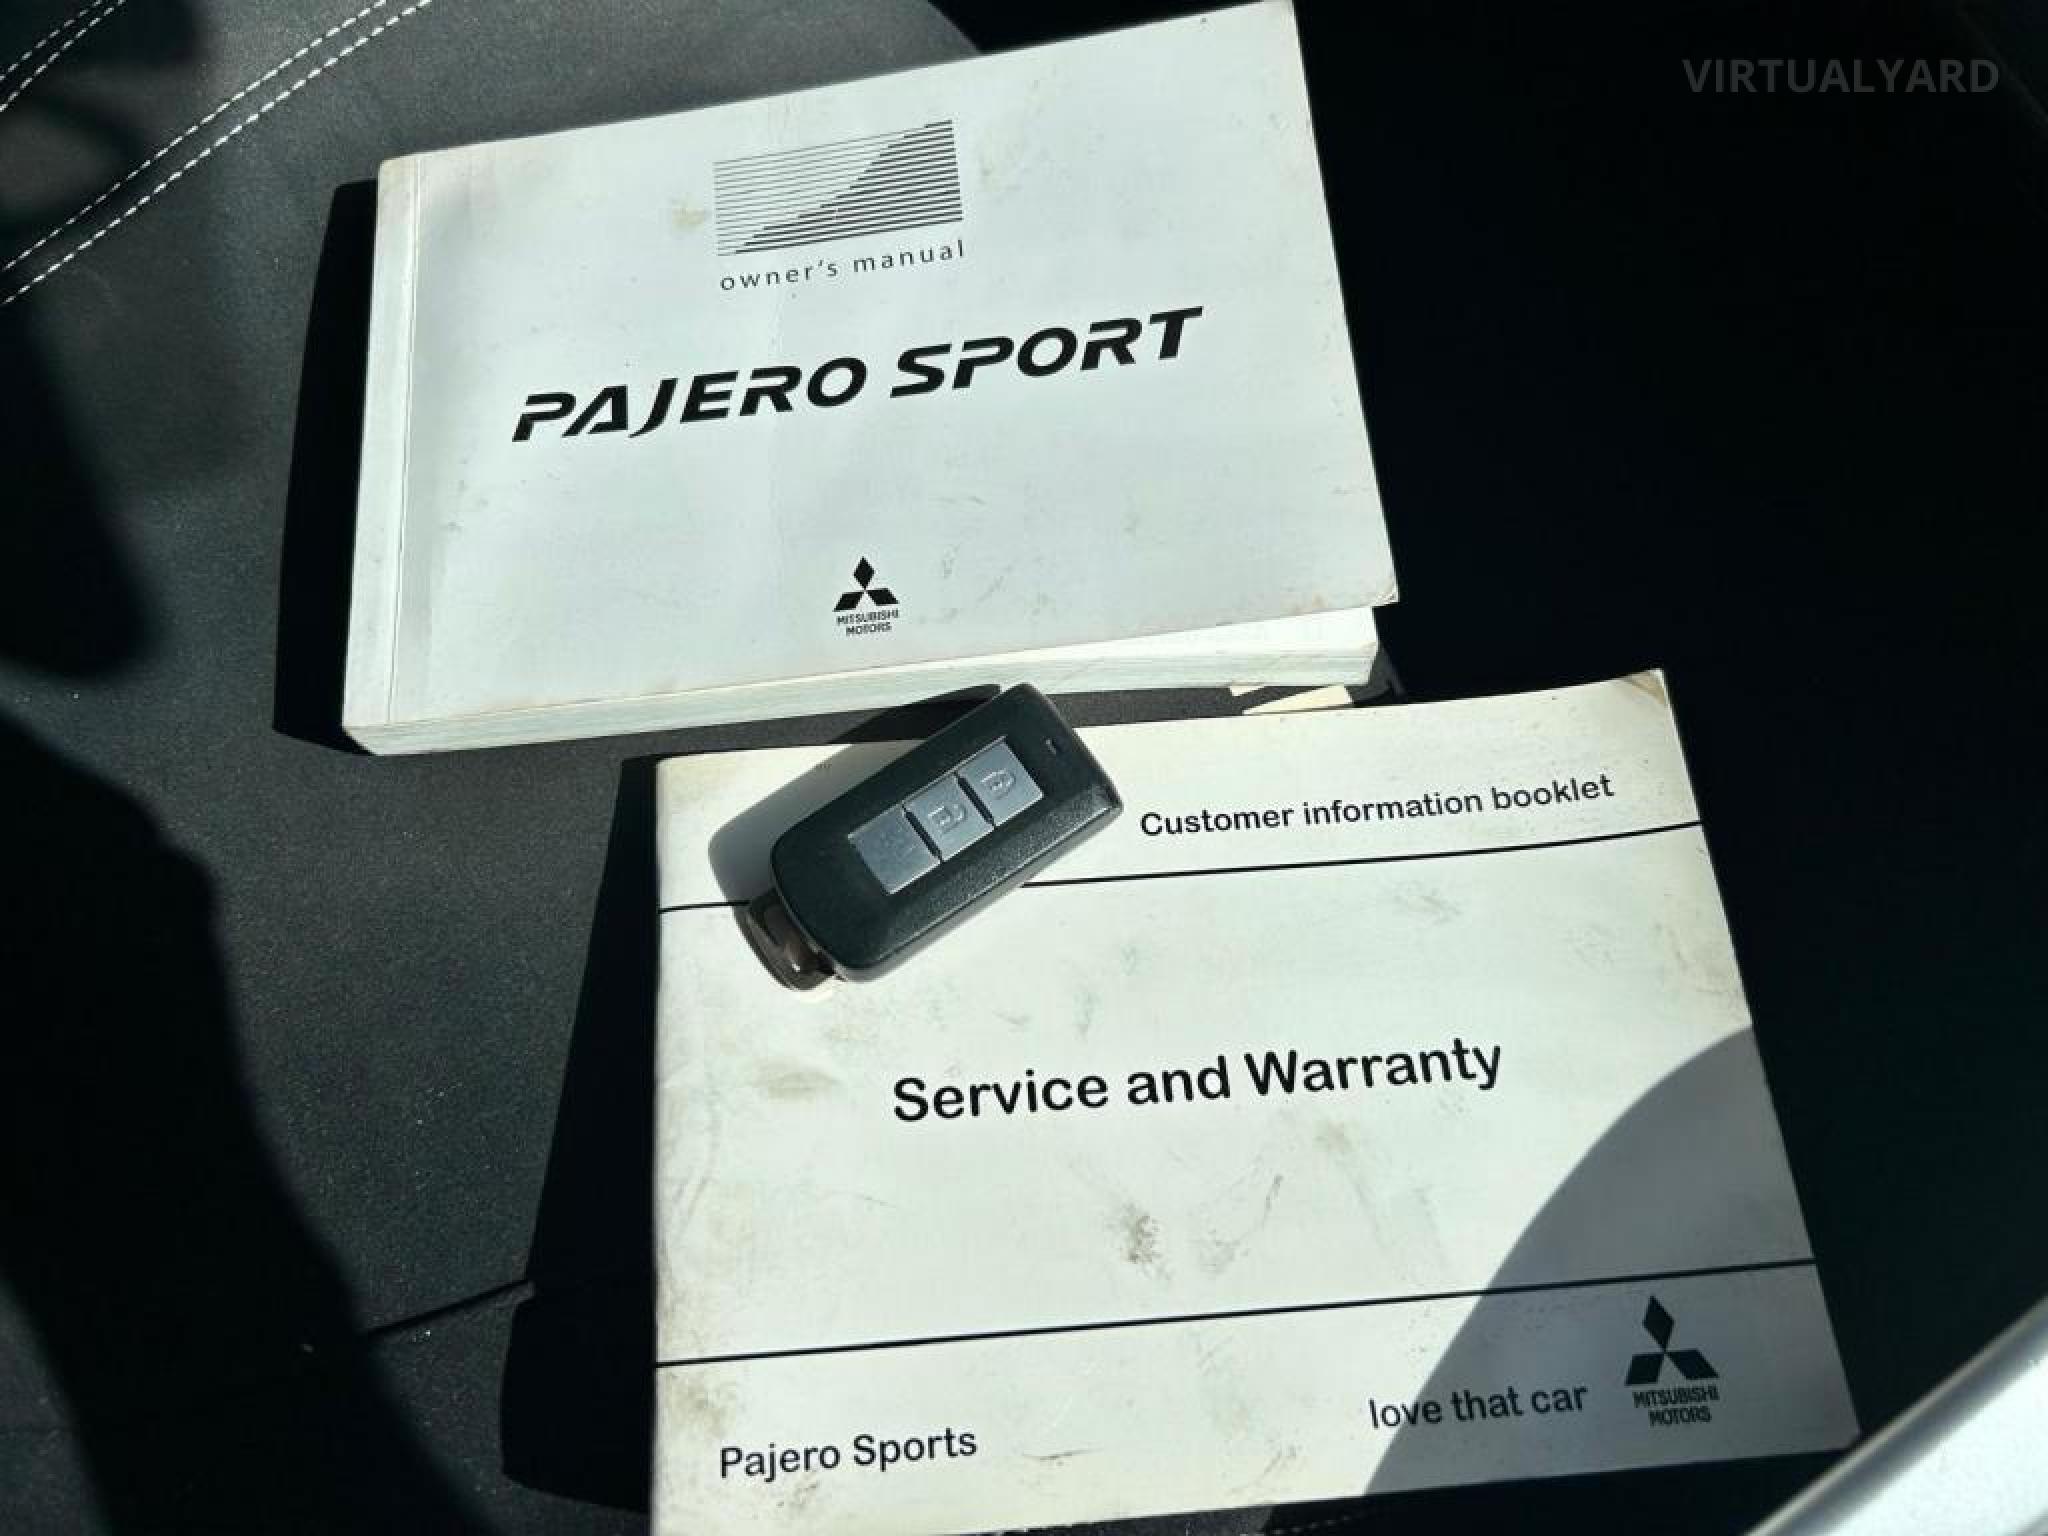 VIRTUALYARD
owner's manual
PAJERO SPORT
MITSUBISHI
MOTORS
Customer information booklet
Service and Warranty
Pajero Sports
love that car
MITSUBISHI
MOTORS